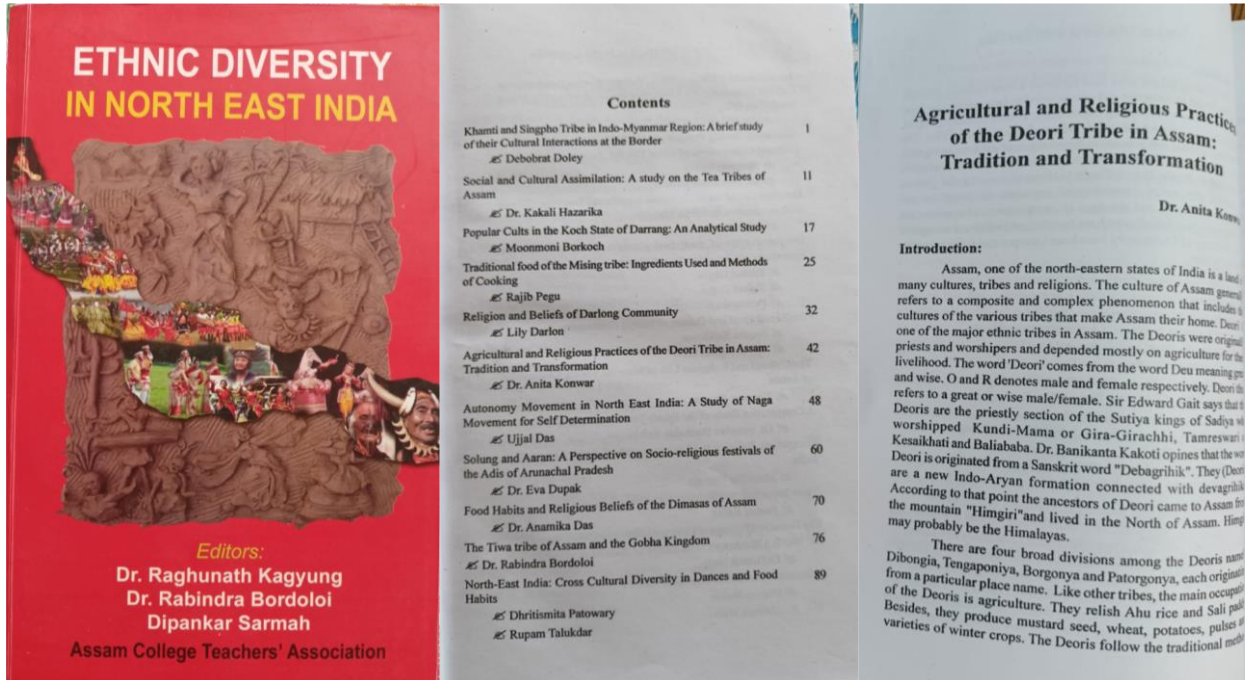 ETHNIC DIVERSITY
IN NORTH EAST INDIA
Editors:
Dr. Raghunath Kagyung
Dr. Rabindra Bordoloi
Dipankar Sarmah
Assam College Teachers' Association
Contents
Khamti and Singpho Tribe in Indo-Myanmar Region: A brief study 1
of their Cultural Interactions at the Border
Debobrat Doley
Social and Cultural Assimilation: A study on the Tea Tribes of 11
Assam
Dr. Kakali Hazarika
Popular Cults in the Koch State of Darrang: An Analytical Study 17
Moonmoni Borkoch
Traditional food of the Mising tribe: Ingredients Used and Methods 25
of Cooking
Rajib Pegu
Religion and Beliefs of Darlong Community 32
Lily Darlon
Agricultural and Religious Practices of the Deori Tribe in Assam: 42
Tradition and Transformation
Dr. Anita Konwar
Autonomy Movement in North East India: A Study of Naga 48
Movement for Self Determination
Ujjal Das
Solung and Aaran: A Perspective on Socio-religious festivals of 60
the Adis of Arunachal Pradesh
Dr. Eva Dupak
Food Habits and Religious Beliefs of the Dimasas of Assam 70
Dr. Anamika Das
The Tiwa tribe of Assam and the Gobha Kingdom 76
Dr. Rabindra Bordoloi
North-East India: Cross Cultural Diversity in Dances and Food 89
Habits
Dhritismita Patowary
Rupam Talukdar
Agricultural and Religious Practices
of the Deori Tribe in Assam:
Tradition and Transformation
Dr. Anita
Introduction:
Assam, one of the north-eastern states of India is a land
many cultures, tribes and religions. The culture of Assam
refers to a composite and complex phenomenon that includes
cultures of the various tribes that make Assam their home. Deori
one of the major ethnic tribes in Assam. The Deoris were
priests and worshipers and depended mostly on agriculture for
livelihood. The word 'Deori' comes from the word Deu meaning
and wise. O and R denotes male and female respectively. Deori
refers to a great or wise male/female. Sir Edward Gait says that
Deoris are the priestly section of the Sutiya kings of Sadiya
worshipped Kundi-Mama or Gira-Girachhi, Tamreswari
Kesaikhati and Baliababa. Dr. Banikanta Kakoti opines that the
Deori is originated from a Sanskrit word "Debagrihik". They (Deori
are a new Indo-Aryan formation connected with
According to that point the ancestors of Deori came to Assam
the mountain "Himgiri"and lived in the North of Assam.
may probably be the Himalayas.
There are four broad divisions among the Deoris
Dibongia, Tengaponiya, Borgonya and Patorgonya, each
from a particular place name. Like other tribes, the main
of the Deoris is agriculture. They relish Ahu rice and Sali
Besides, they produce mustard seed, wheat, potatoes, pulses
varieties of winter crops. The Deoris follow the traditional